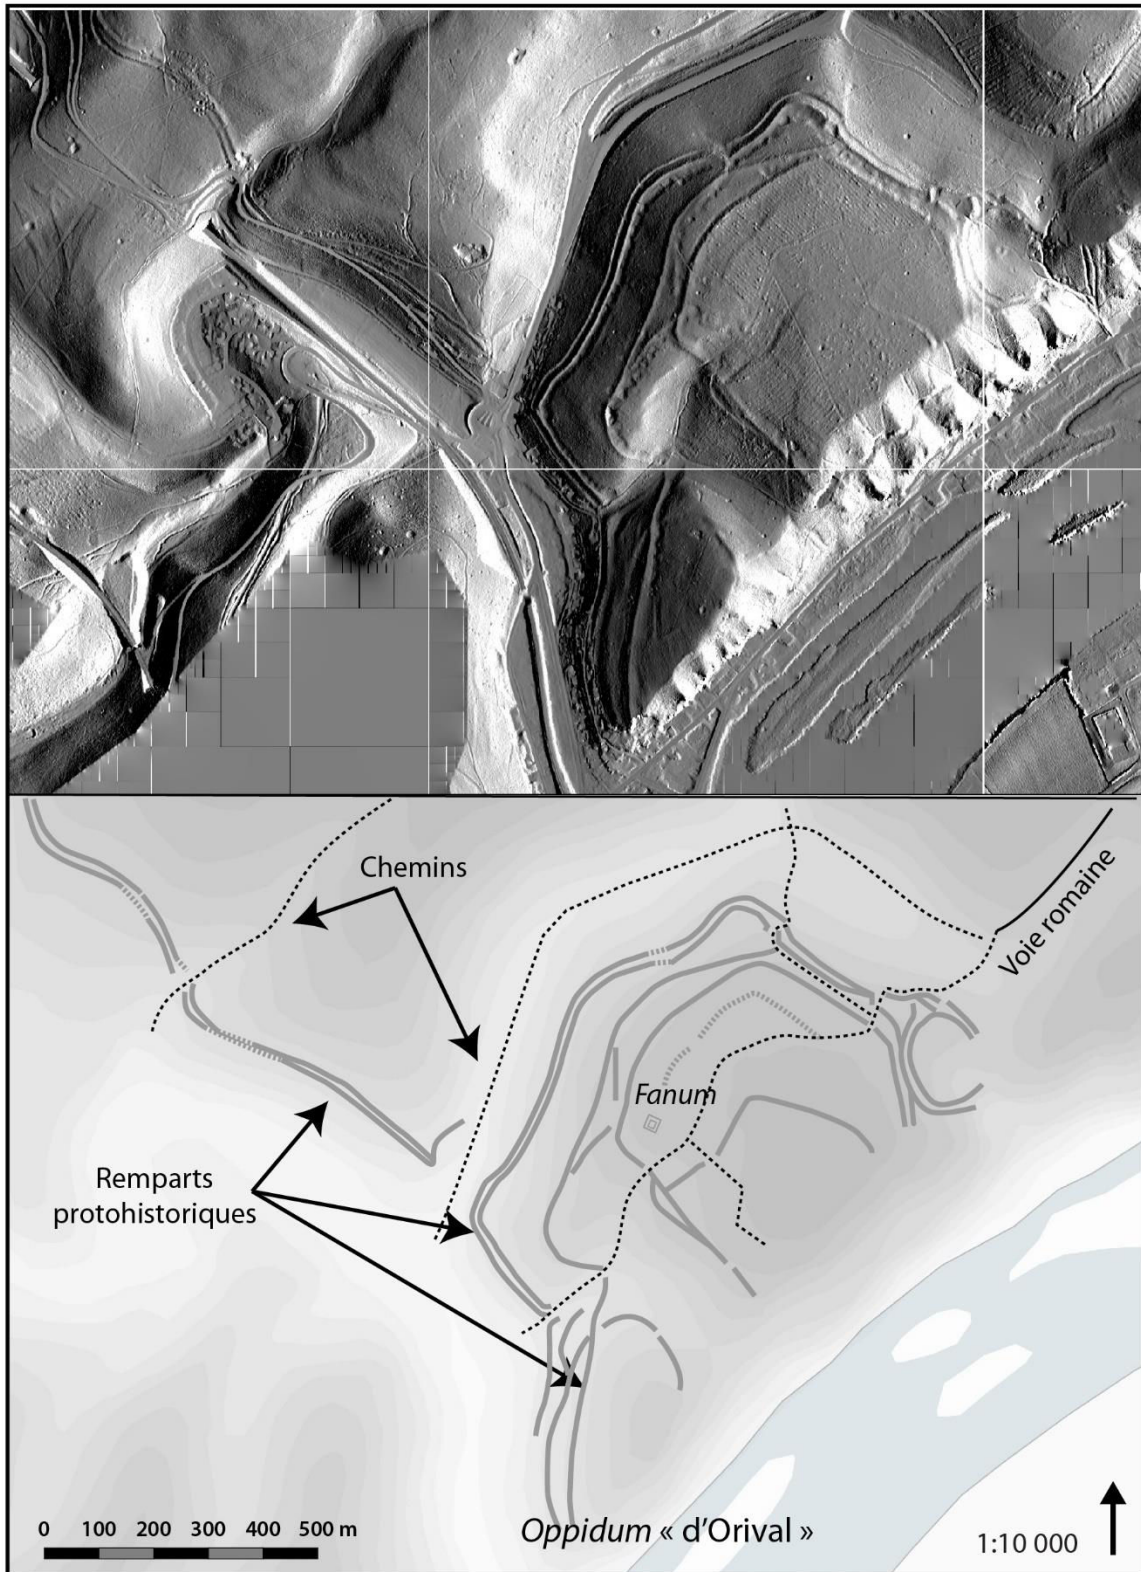 Chemins
Voie romaine
Fanum
Remparts
protohistoriques
0 100 200 300 400 500 m
Oppidum « d'Orival »
1:10 000